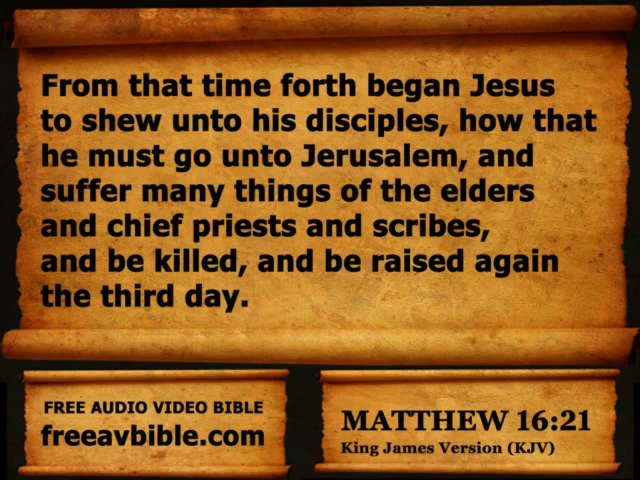 From that time forth began Jesus
to shew unto his disciples, how that
he must go unto Jerusalem, and
suffer many things of the elders
and chief priests and scribes,
and be killed, and be raised again
the third day.
FREE AUDIO VIDEO BIBLE
freeavbible.com
MATTHEW 16:21
King James Version (KJV)